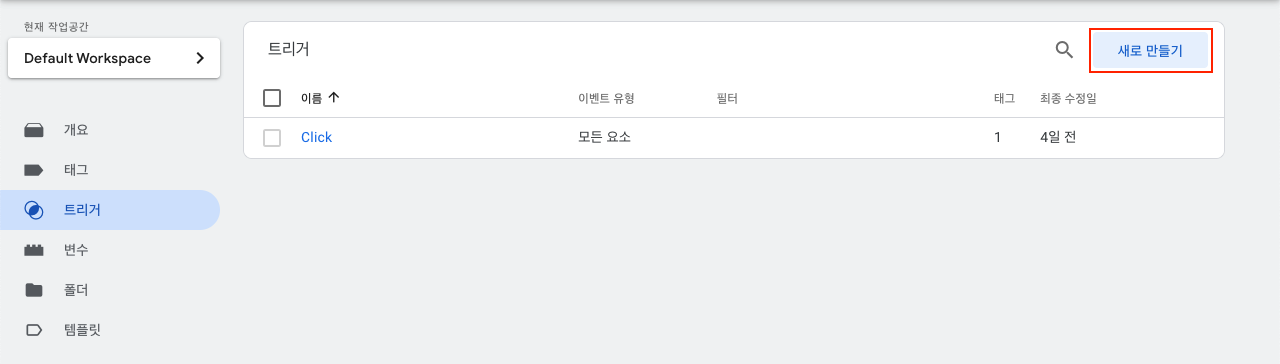 현재 작업공간
Default Workspace
개요
태그
트리거
변수
폴더
템플릿
트리거
새로 만들기
이름 이벤트 유형 필터 태그 최종 수정일
Click 모든 요소 1 4일 전